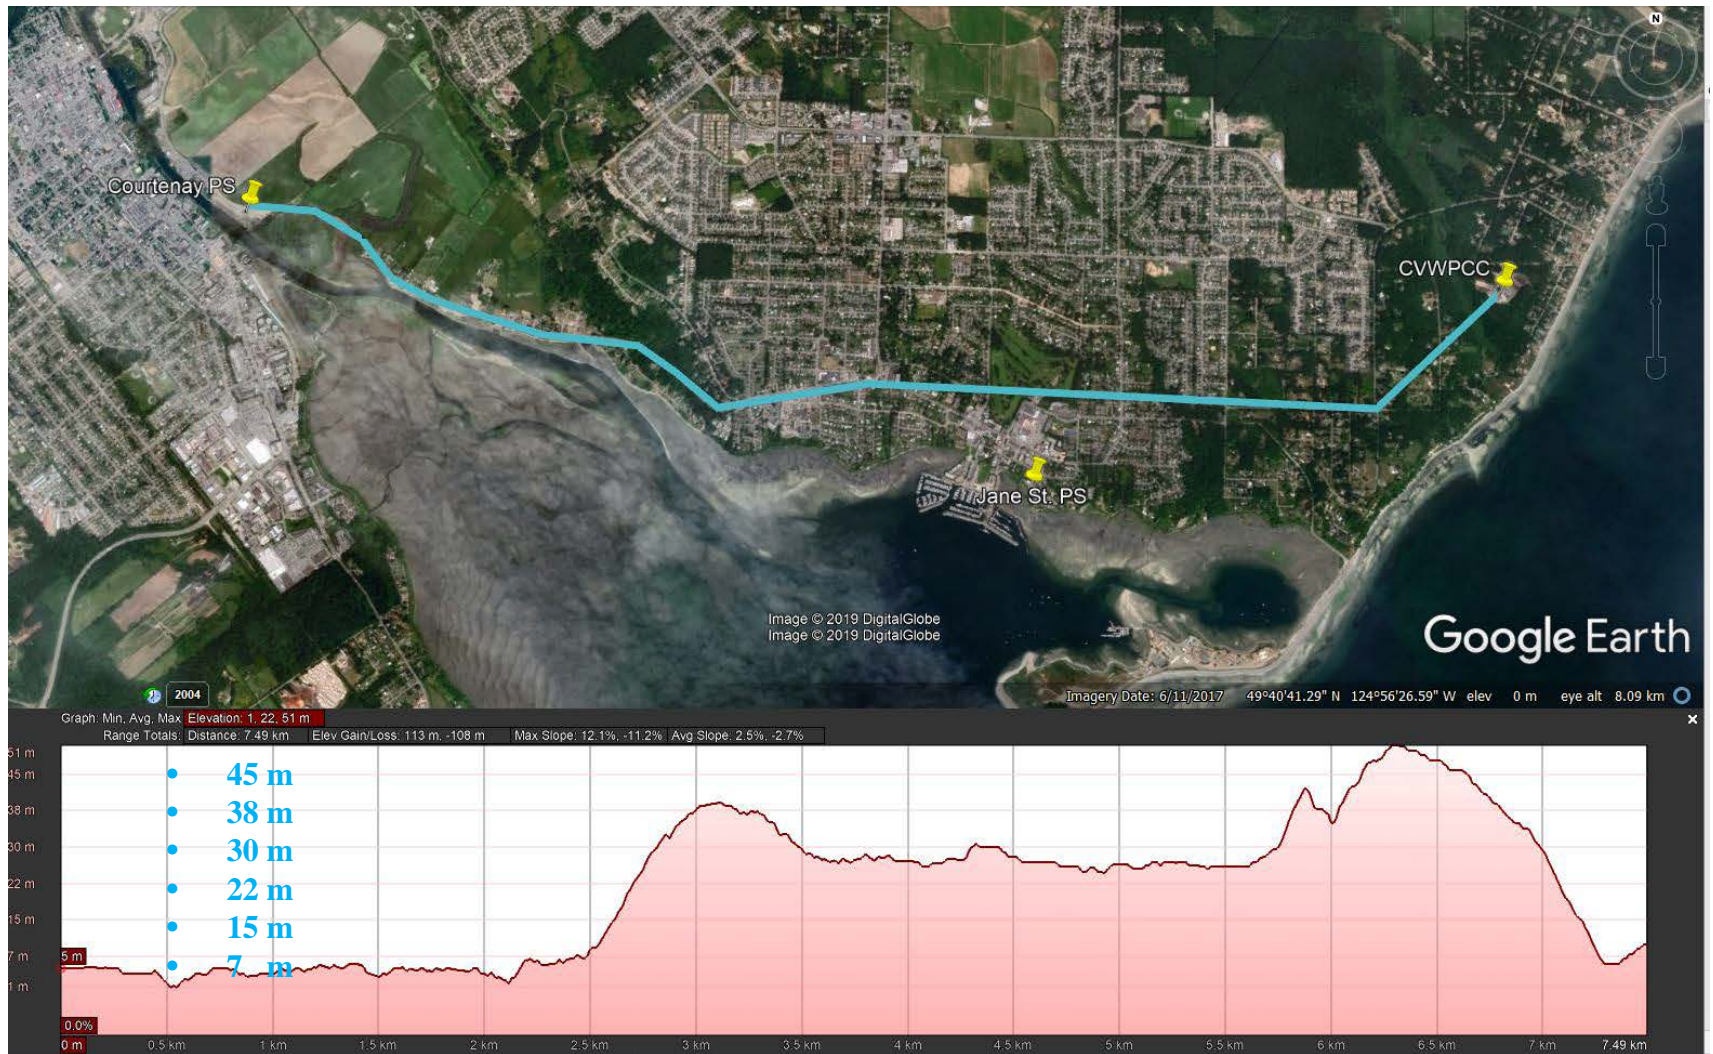 N
Courtenay PS
CVWPCC
Jane St. PS
Image © 2019 DigitalGlobe
Image © 2019 DigitalGlobe
Google Earth
2004
Imagery Date: 6/11/2017 49°40'41.29" N 124°56'26.59" W elev 0 m eye alt 8.09 km
Graph: Min, Avg, Max Elevation: 1, 22, 51 m
Range Totals: Distance: 7.49 km Elev Gain/Loss: 113 m, -108 m Max Slope: 12.1%, -11.2% Avg Slope: 2.5%, -2.7%
51 m
45 m
38 m
30 m
22 m
15 m
7 m
1 m
• 45 m
• 38 m
• 30 m
• 22 m
• 15 m
• 7 m
5 m
0.0%
0 m 0.5 km 1 km 1.5 km 2 km 2.5 km 3 km 3.5 km 4 km 4.5 km 5 km 5.5 km 6 km 6.5 km 7 km 7.49 km